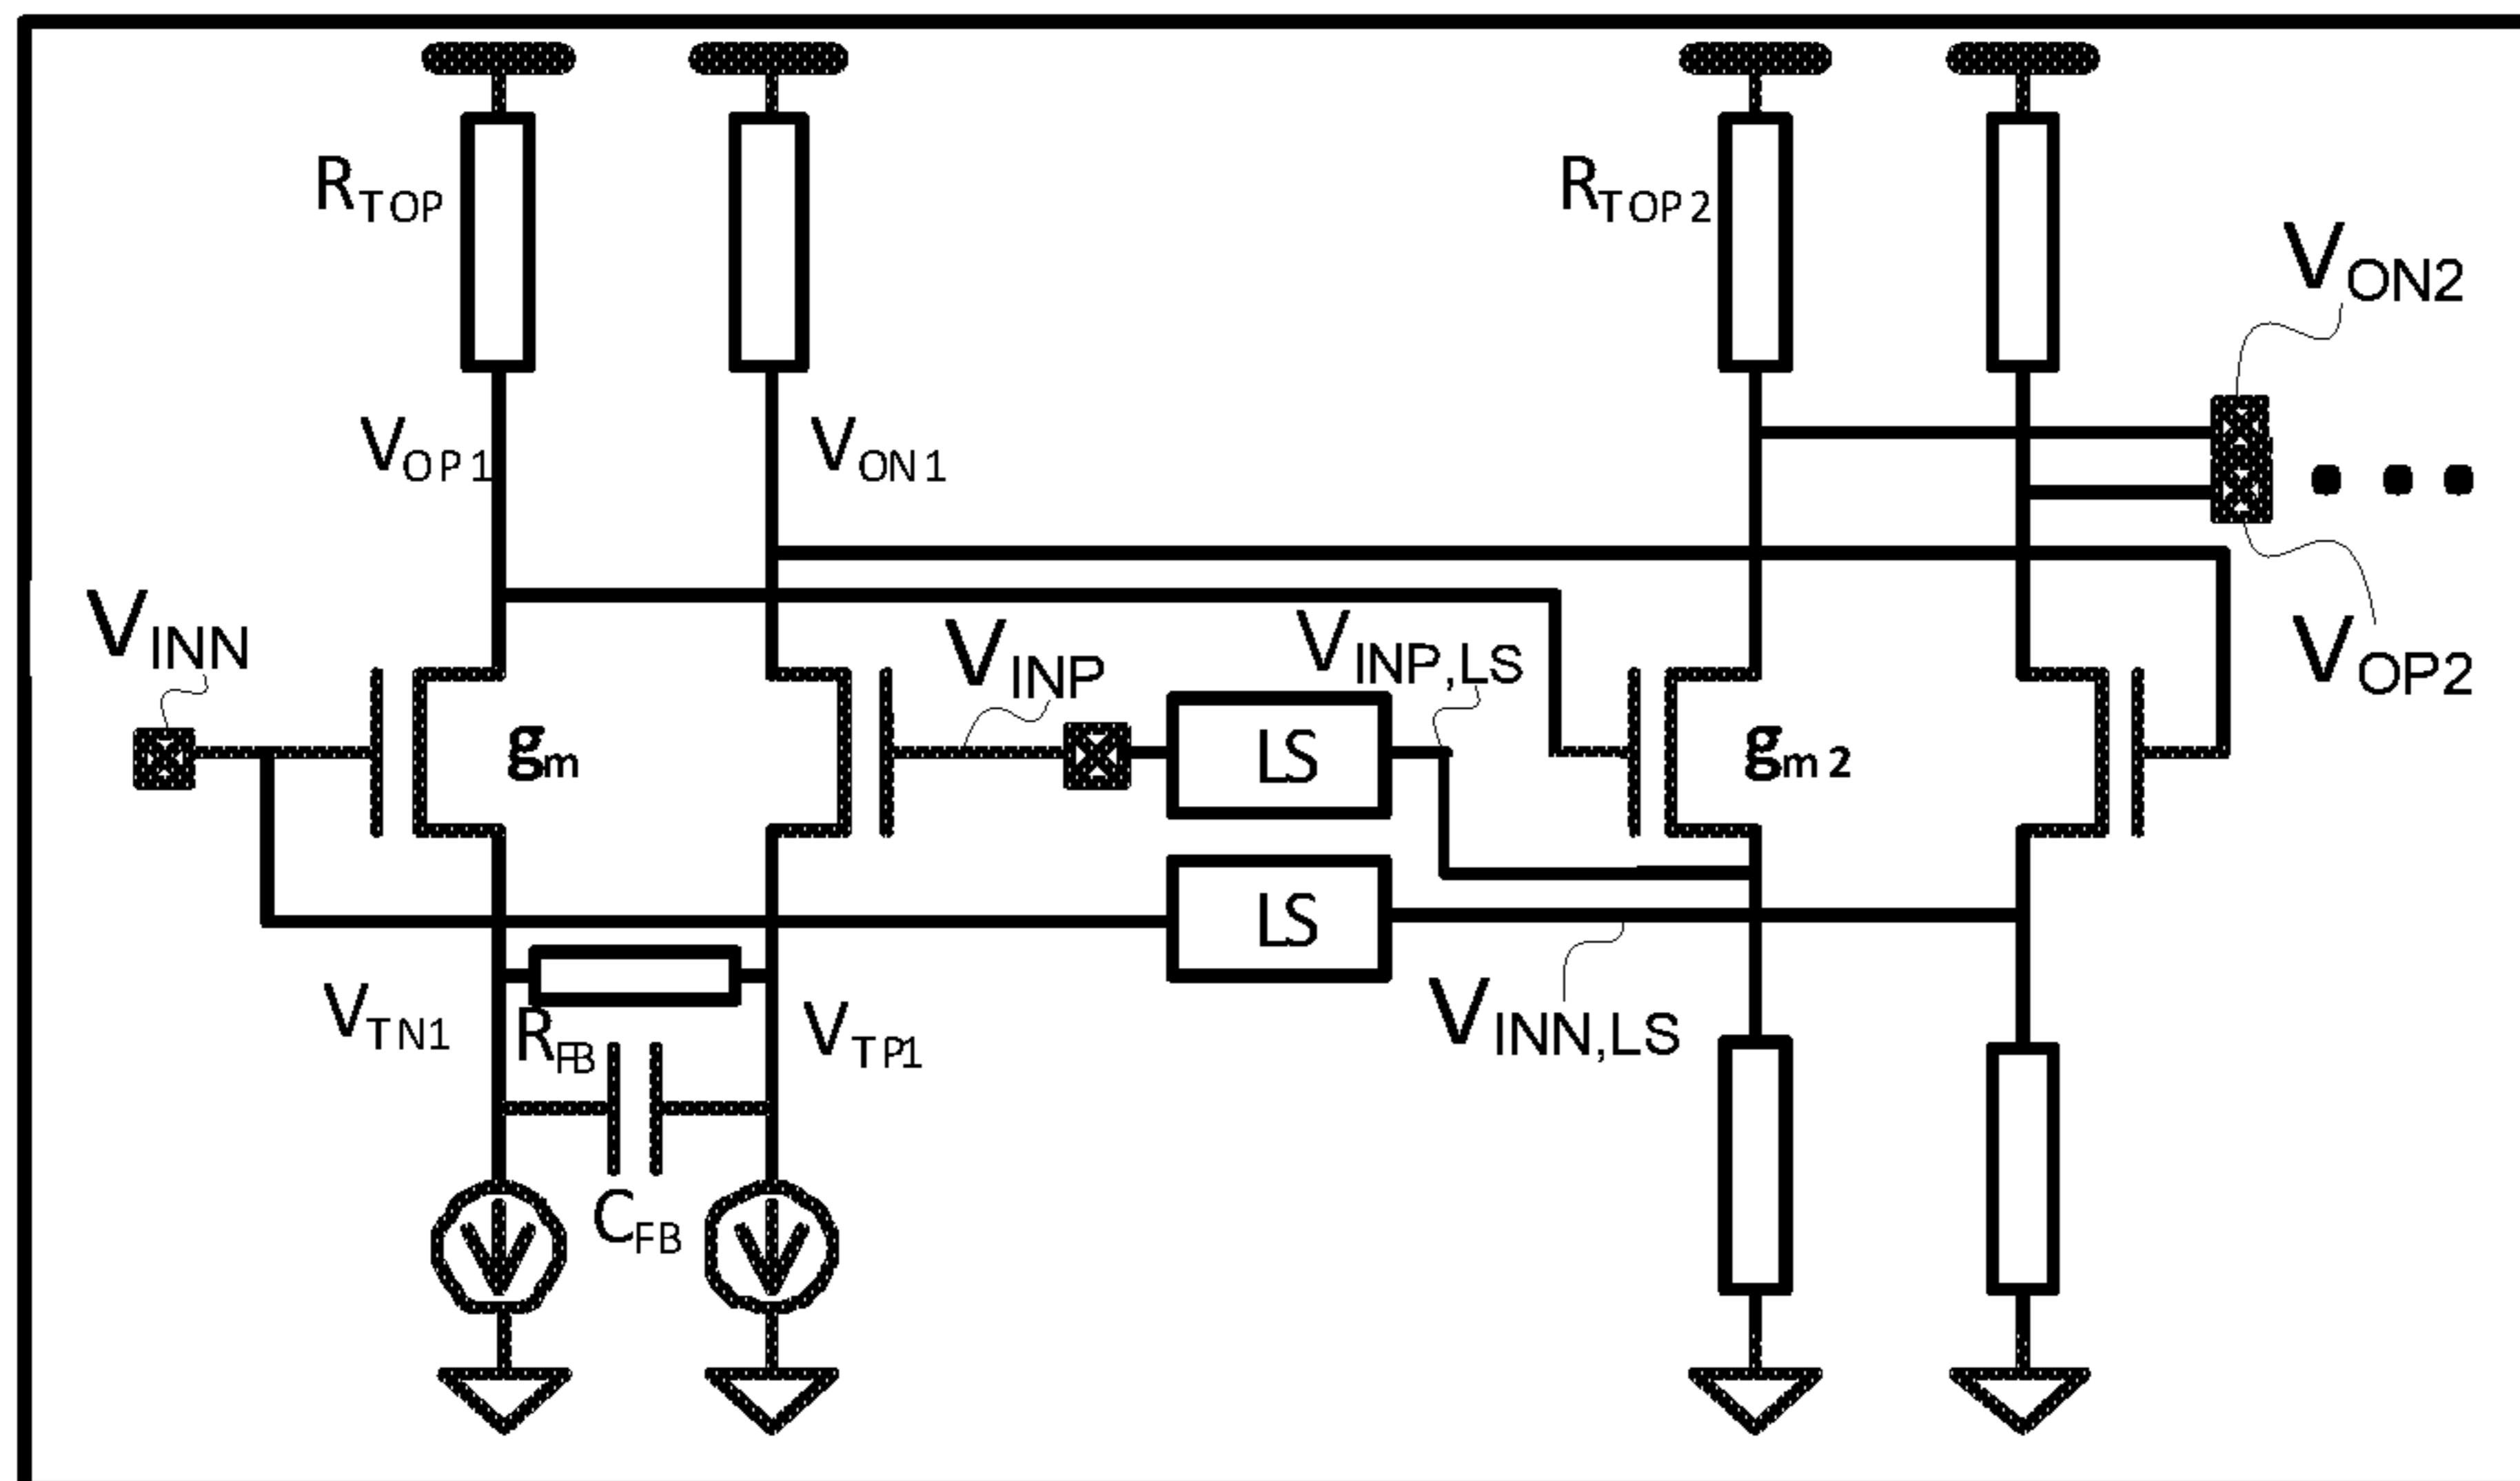 RTOP
RTOP2
VON2
VOP1
VON1
VINN
VINP
VINP,LS
VOP2
gm
LS
gm2
LS
VTN1
RFB
VTP1
VINN,LS
CFB